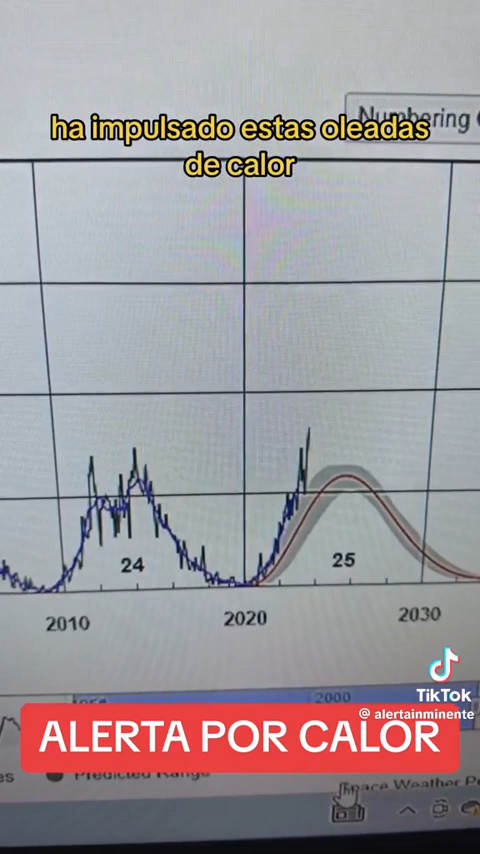 ha impulsado estas oleadas
de calor
Numbering
24
25
2010
2020
2030
2000
TikTok
@ alertainminente
ALERTA POR CALOR
Predicted Range
Space Weather